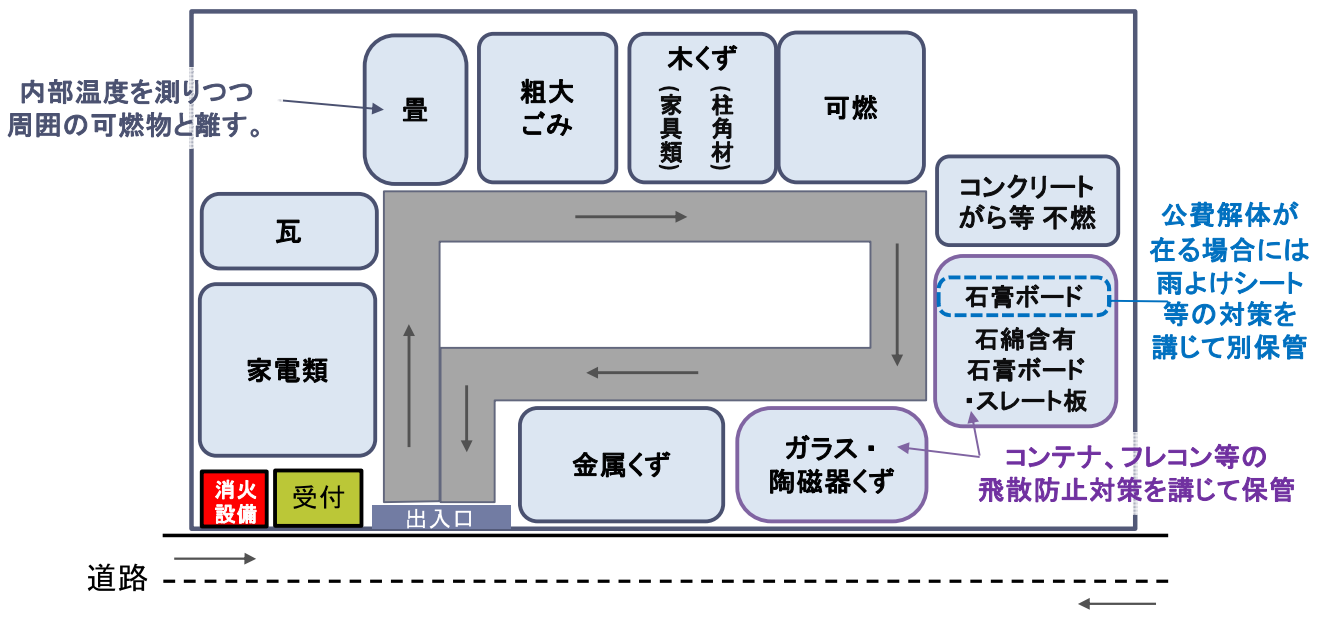 内部温度を測りつつ
周囲の可燃物と離す。
畳
粗大
ごみ
木くず
（柱角材）
（家具類）
可燃
コンクリート
がら等 不燃
瓦
家電類
石膏ボード
石綿含有
石膏ボード
・スレート板
公費解体が
在る場合には
雨よけシート
等の対策を
講じて別保管
金属くず
ガラス・
陶磁器くず
コンテナ、フレコン等の
飛散防止対策を講じて保管
消火
設備
受付
出入口
道路